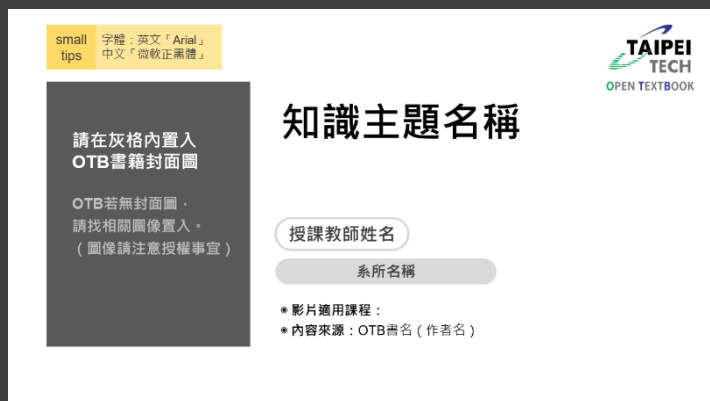 small
tips
字體：英文「Arial」
中文「微軟正黑體」
TAIPEI
TECH
OPEN TEXTBOOK
請在灰格內置入
OTB書籍封面圖
OTB若無封面圖，
請找相關圖像置入。
（圖像請注意授權事宜）
知識主題名稱
授課教師姓名
系所名稱
影片適用課程：
內容來源：OTB書名（作者名）